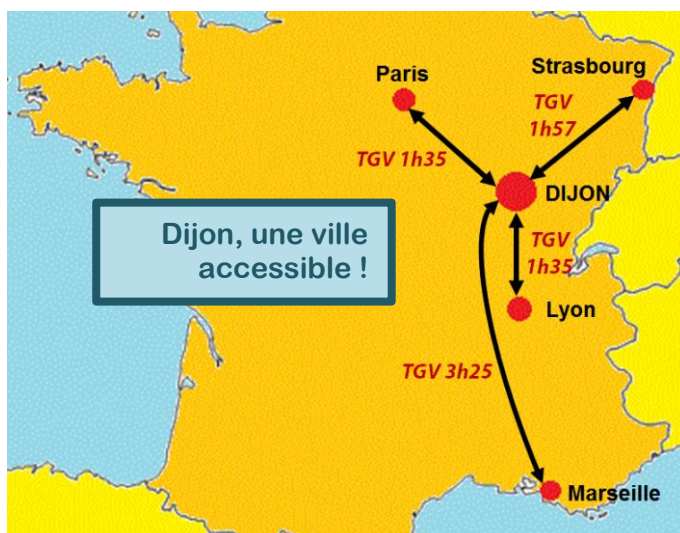 Paris
Strasbourg
TGV
1h57
TGV 1h35
DIJON
Dijon, une ville
accessible !
TGV
1h35
Lyon
TGV 3h25
Marseille